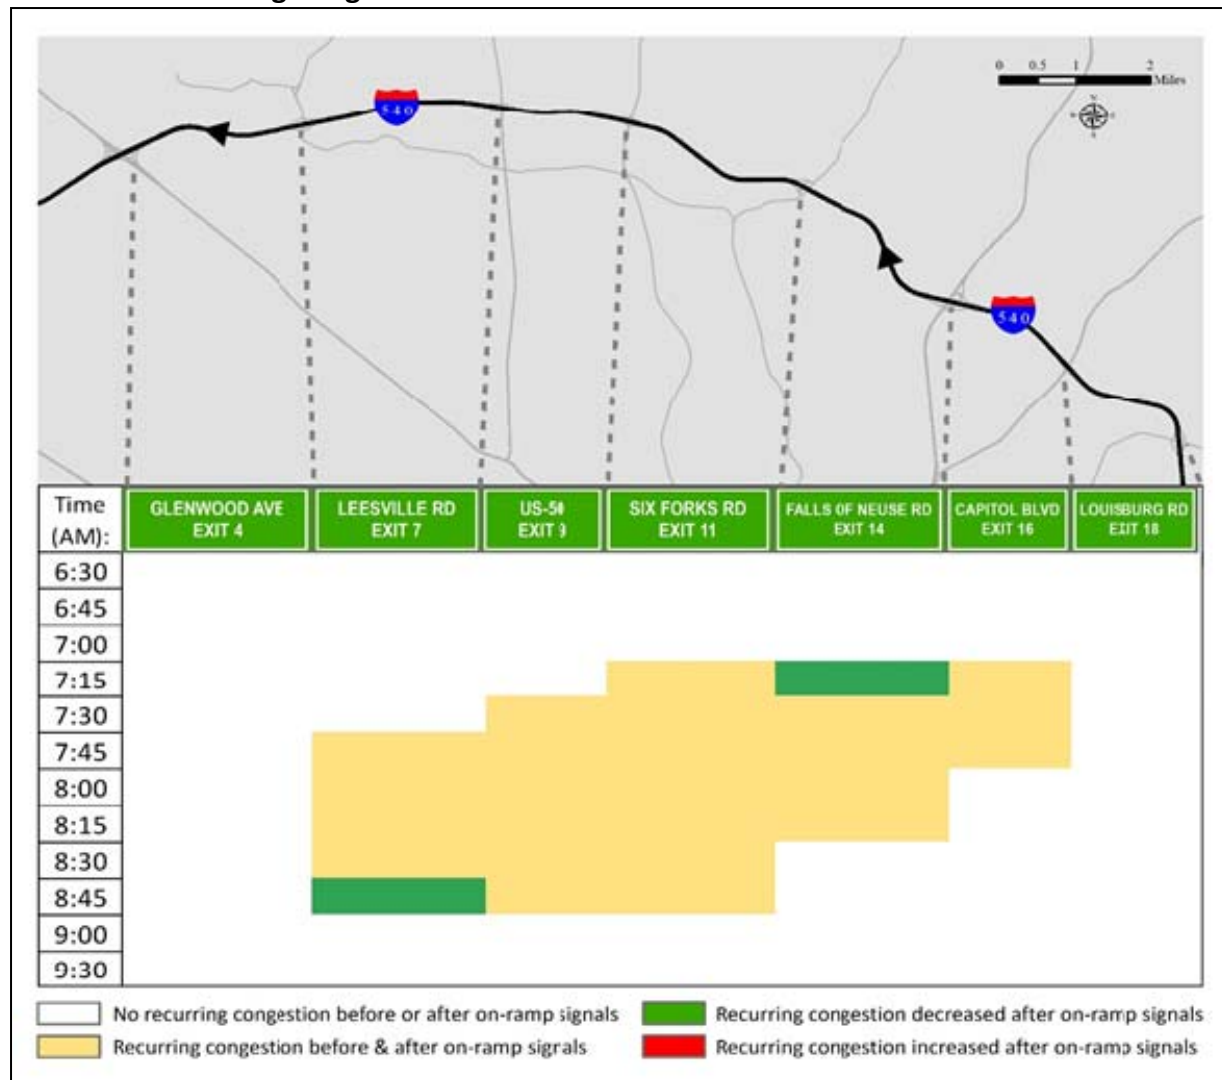 0 0.5 1 2
Miles
N
W E
S
540
540
Time
(AM):
GLENWOOD AVE
EXIT 4
LEESVILLE RD
EXIT 7
US-50
EXIT 9
SIX FORKS RD
EXIT 11
FALLS OF NEUSE RD
EXIT 14
CAPITOL BLVD
EXIT 16
LOUISBURG RD
EXIT 18
6:30
6:45
7:00
7:15
7:30
7:45
8:00
8:15
8:30
8:45
9:00
9:30
No recurring congestion before or after on-ramp signals
Recurring congestion decreased after on-ramp signals
Recurring congestion before & after on-ramp signals
Recurring congestion increased after on-ramp signals